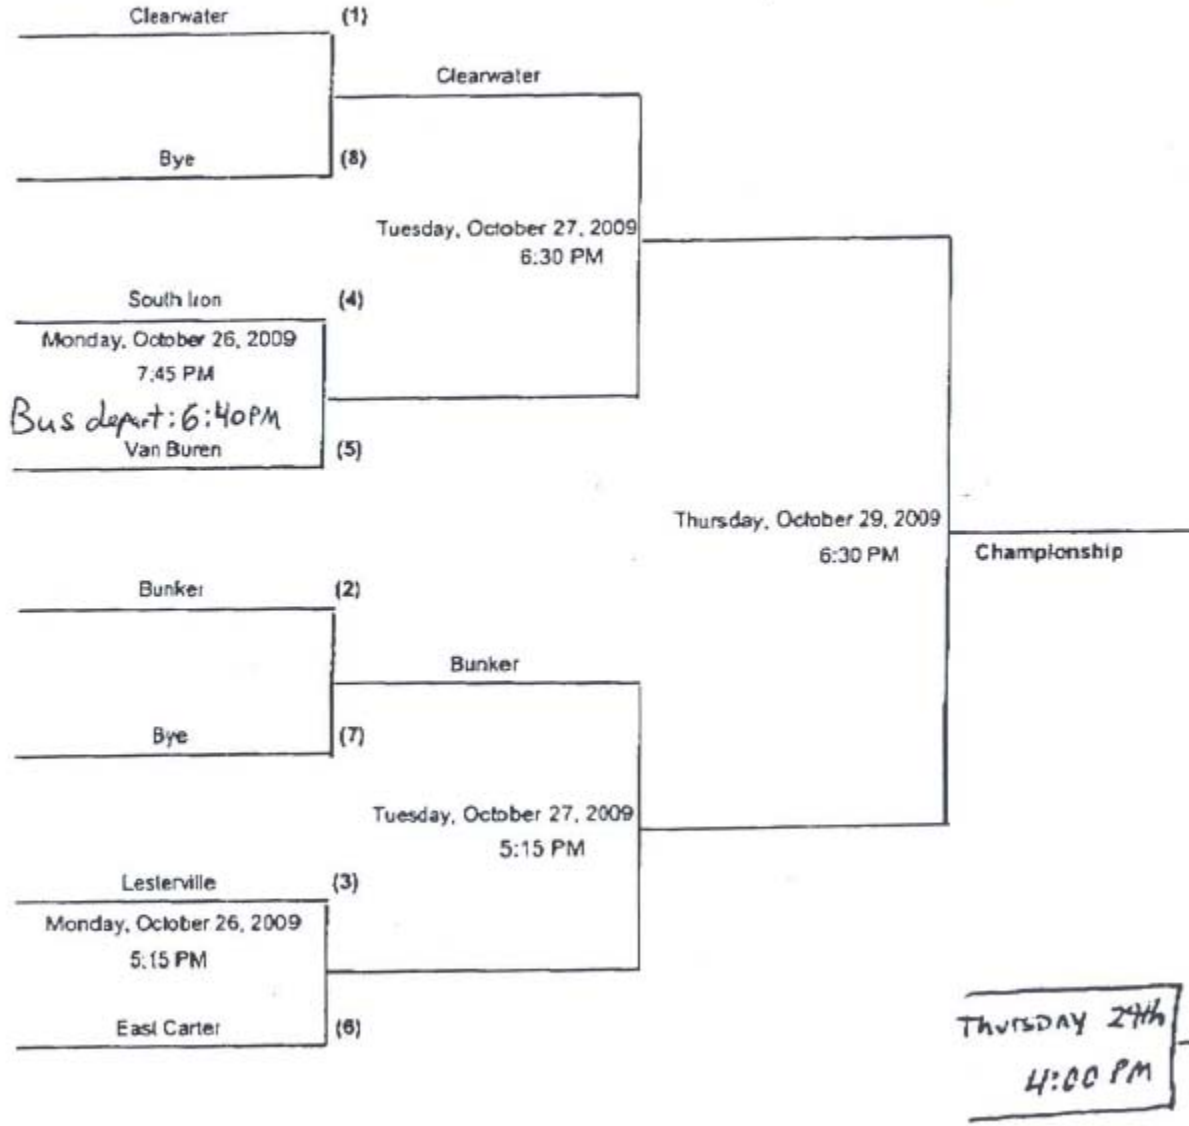 Clearwater (1)
Clearwater
Bye (8)
Tuesday, October 27, 2009
6:30 PM
South Iron (4)
Monday, October 26, 2009
7:45 PM
Bus depart: 6:40 PM
Van Buren (5)
Thursday, October 29, 2009
6:30 PM
Championship
Bunker (2)
Bunker
Bye (7)
Tuesday, October 27, 2009
5:15 PM
Lesterville (3)
Monday, October 26, 2009
5:15 PM
East Carter (6)
Thursday 29th
4:00 PM